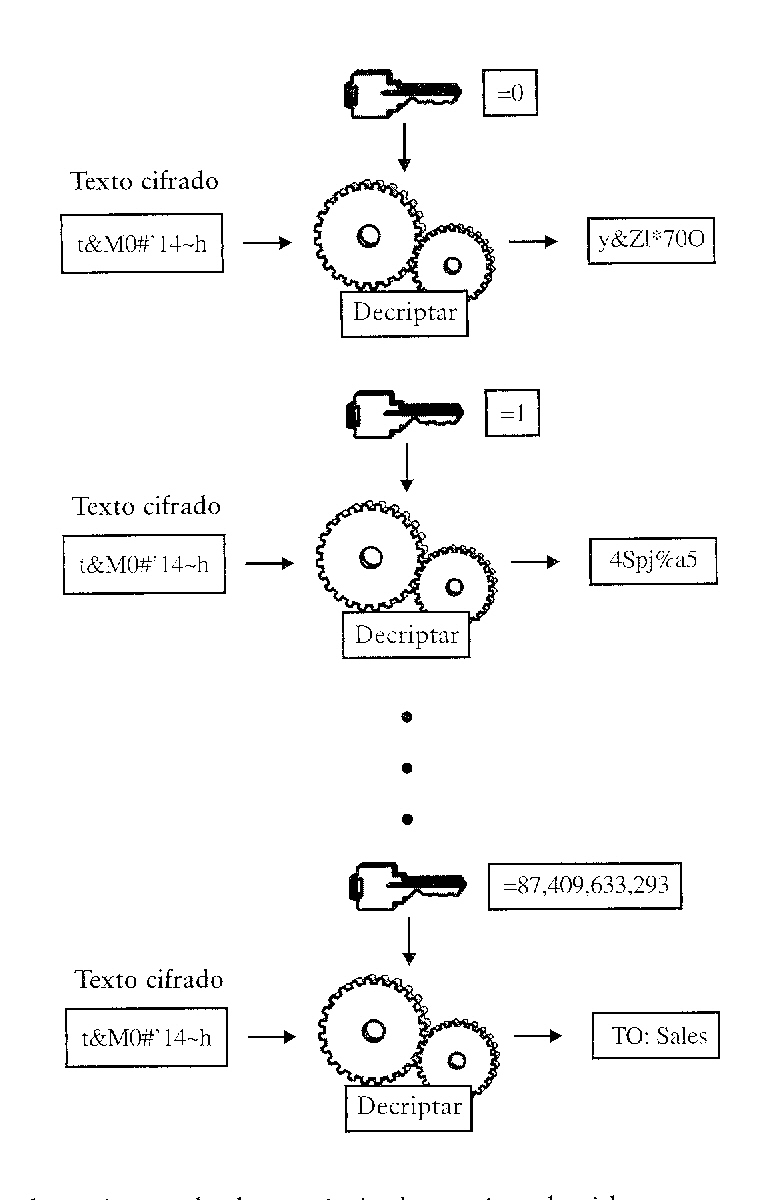 =0
Texto cifrado
t&M0#'14~h
y&Zl*70O
Decriptar
=1
Texto cifrado
t&M0#'14~h
4Spj%a5
Decriptar
=87,409,633,293
Texto cifrado
t&M0#'14~h
TO: Sales
Decriptar